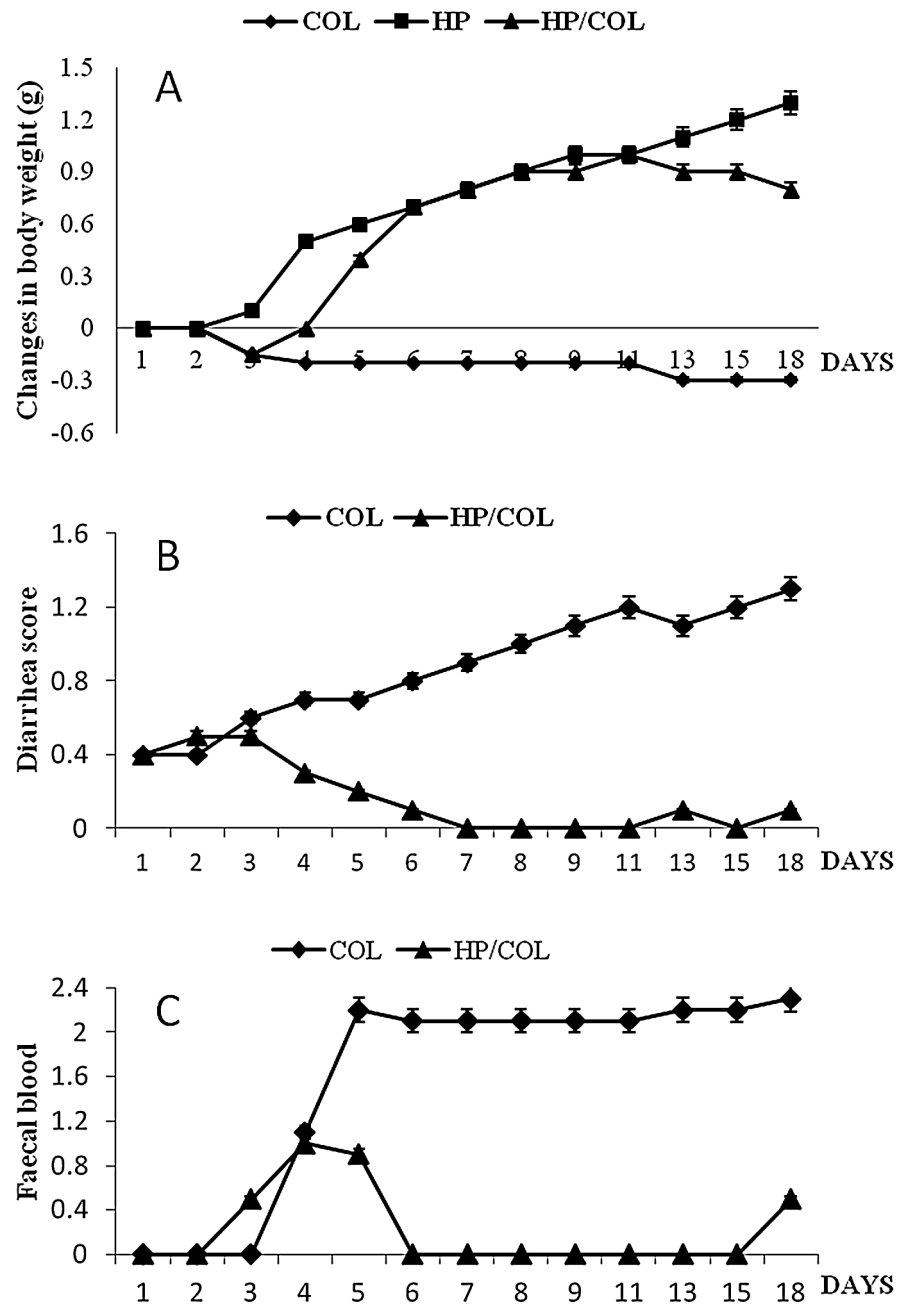 COL HP HP/COL
A
Changes in body weight (g)
1.5
1.2
0.9
0.6
0.3
0
-0.3
-0.6
1 2 3 4 5 6 7 8 9 11 13 15 18 DAYS
COL HP/COL
B
Diarrhea score
1.6
1.2
0.8
0.4
0
1 2 3 4 5 6 7 8 9 11 13 15 18 DAYS
COL HP/COL
C
Faecal blood
2.4
2
1.6
1.2
0.8
0.4
0
1 2 3 4 5 6 7 8 9 11 13 15 18 DAYS